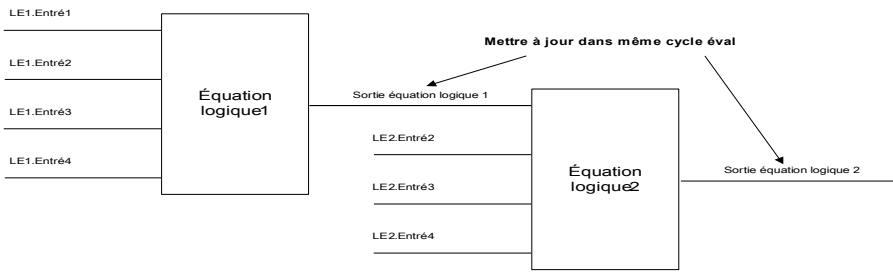 LE1.Entré1
LE1.Entré2
LE1.Entré3
LE1.Entré4
Équation
logique1
Mettre à jour dans même cycle éval
Sortie équation logique 1
LE2.Entré2
LE2.Entré3
LE2.Entré4
Équation
logique2
Sortie équation logique 2